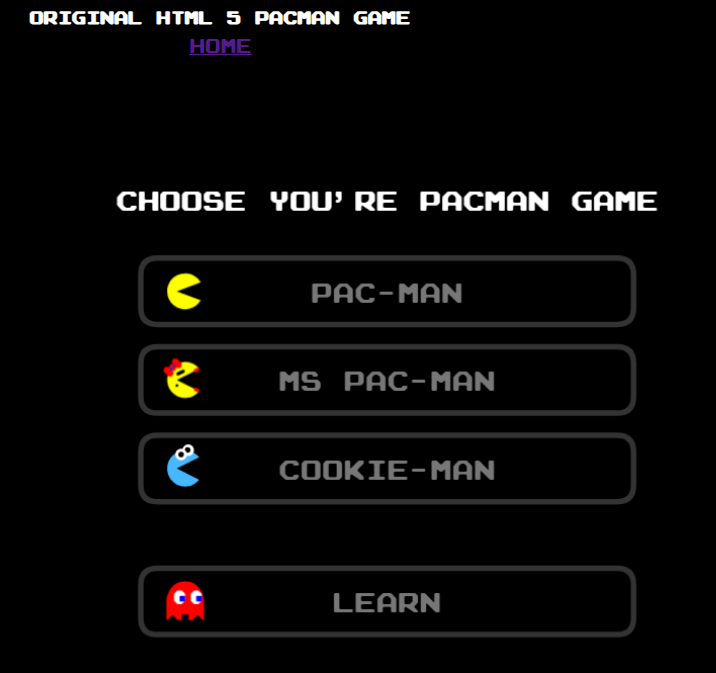 ORIGINAL HTML 5 PACMAN GAME
HOME
CHOOSE YOU'RE PACMAN GAME
PAC-MAN
MS PAC-MAN
COOKIE-MAN
LEARN